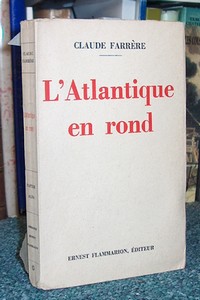 CLAUDE FARRÈRE
L'Atlantique
en rond
ERNEST FLAMMARION, ÉDITEUR